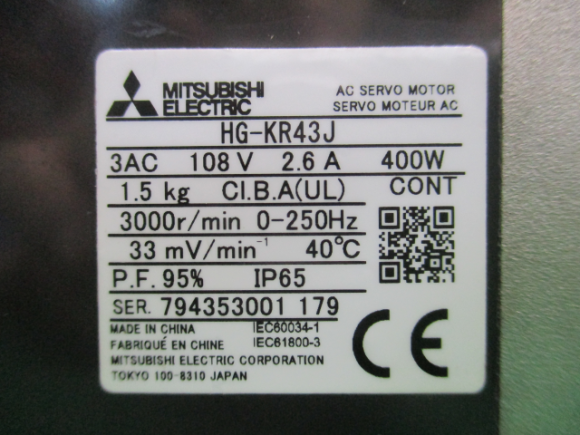 MITSUBISHI
ELECTRIC
AC SERVO MOTOR
SERVO MOTEUR AC
HG-KR43J
3AC 108 V 2.6 A 400W
1.5 kg CI.B.A(UL) CONT
3000r/min 0-250Hz
33 mV/min⁻¹ 40℃
P.F. 95% IP65
SER. 794353001 179
MADE IN CHINA IEC60034-1
FABRIQUÉ EN CHINE IEC61800-3
MITSUBISHI ELECTRIC CORPORATION
TOKYO 100-8310 JAPAN
CE